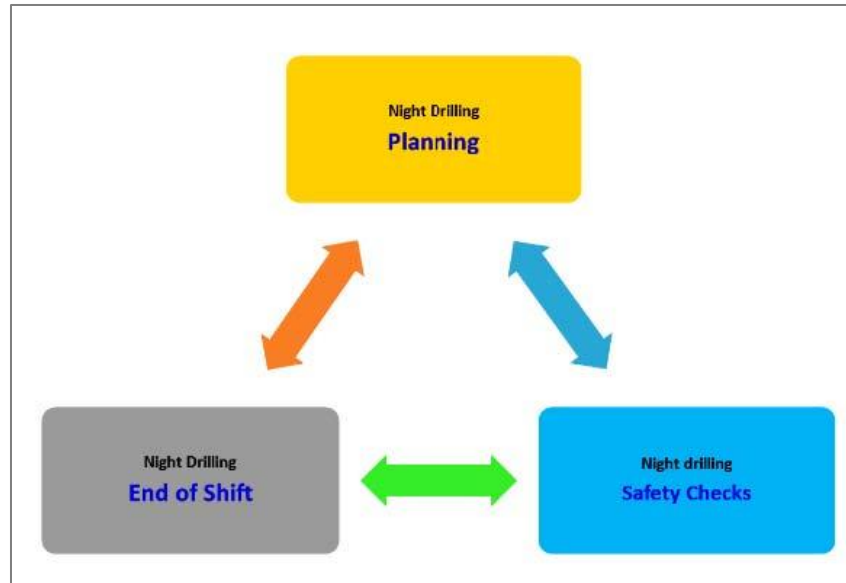 Night Drilling
Planning
Night Drilling
End of Shift
Night drilling
Safety Checks